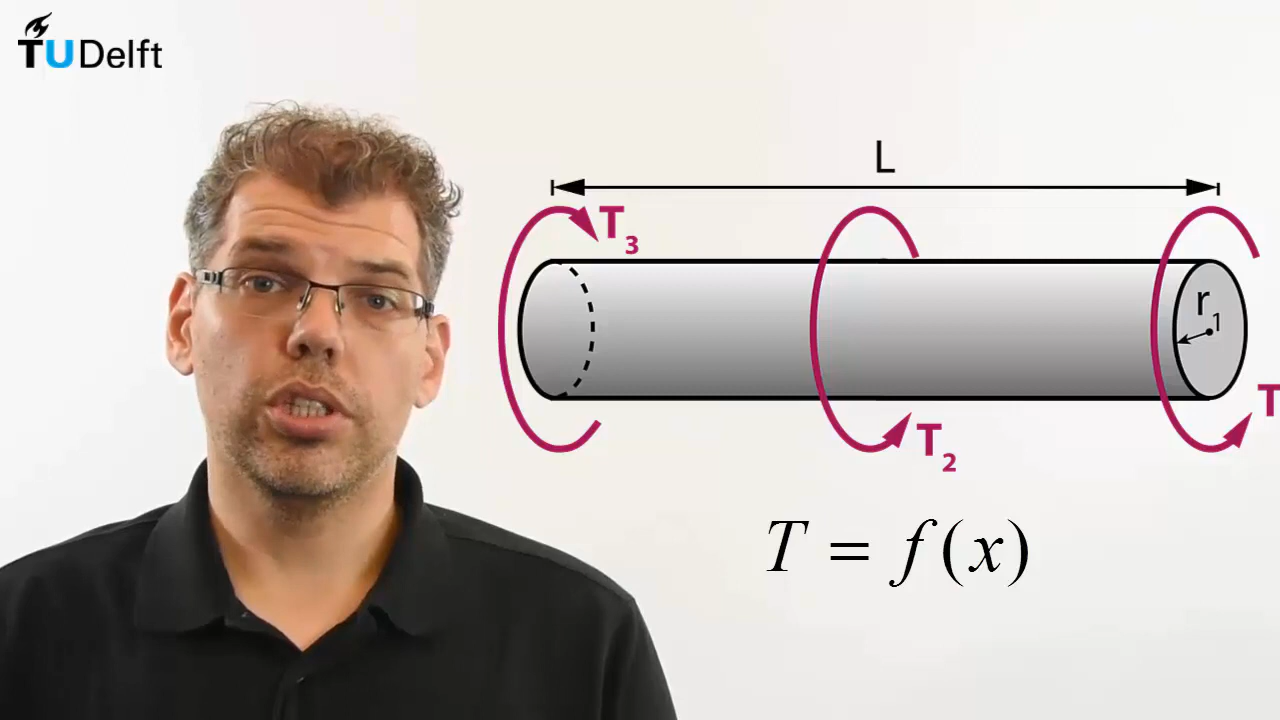 TUDelft
L
T3
r1
T
T2
T = f(x)